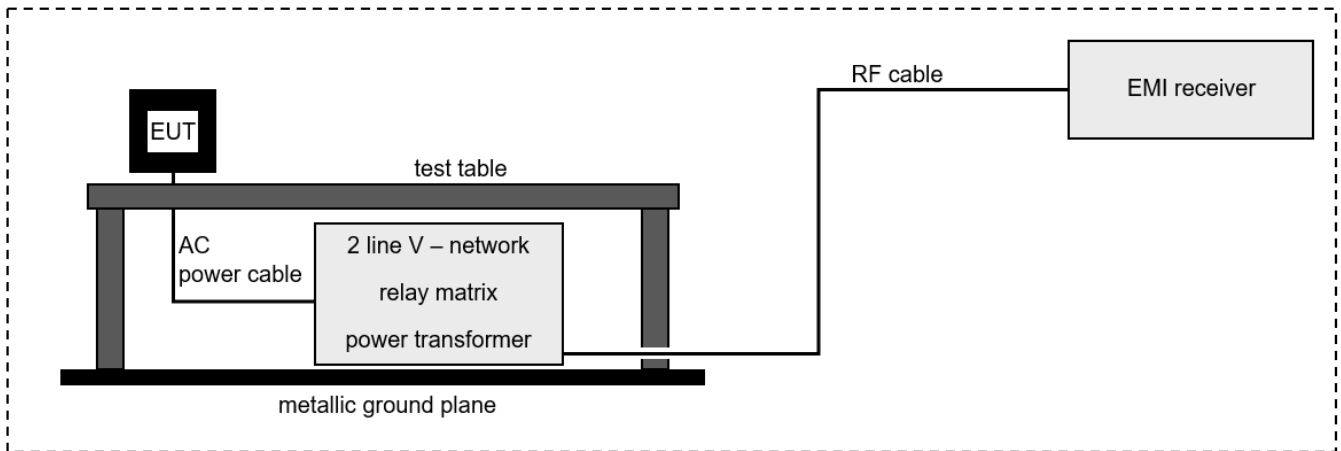 RF cable
EMI receiver
EUT
test table
AC
power cable
2 line V – network
relay matrix
power transformer
metallic ground plane